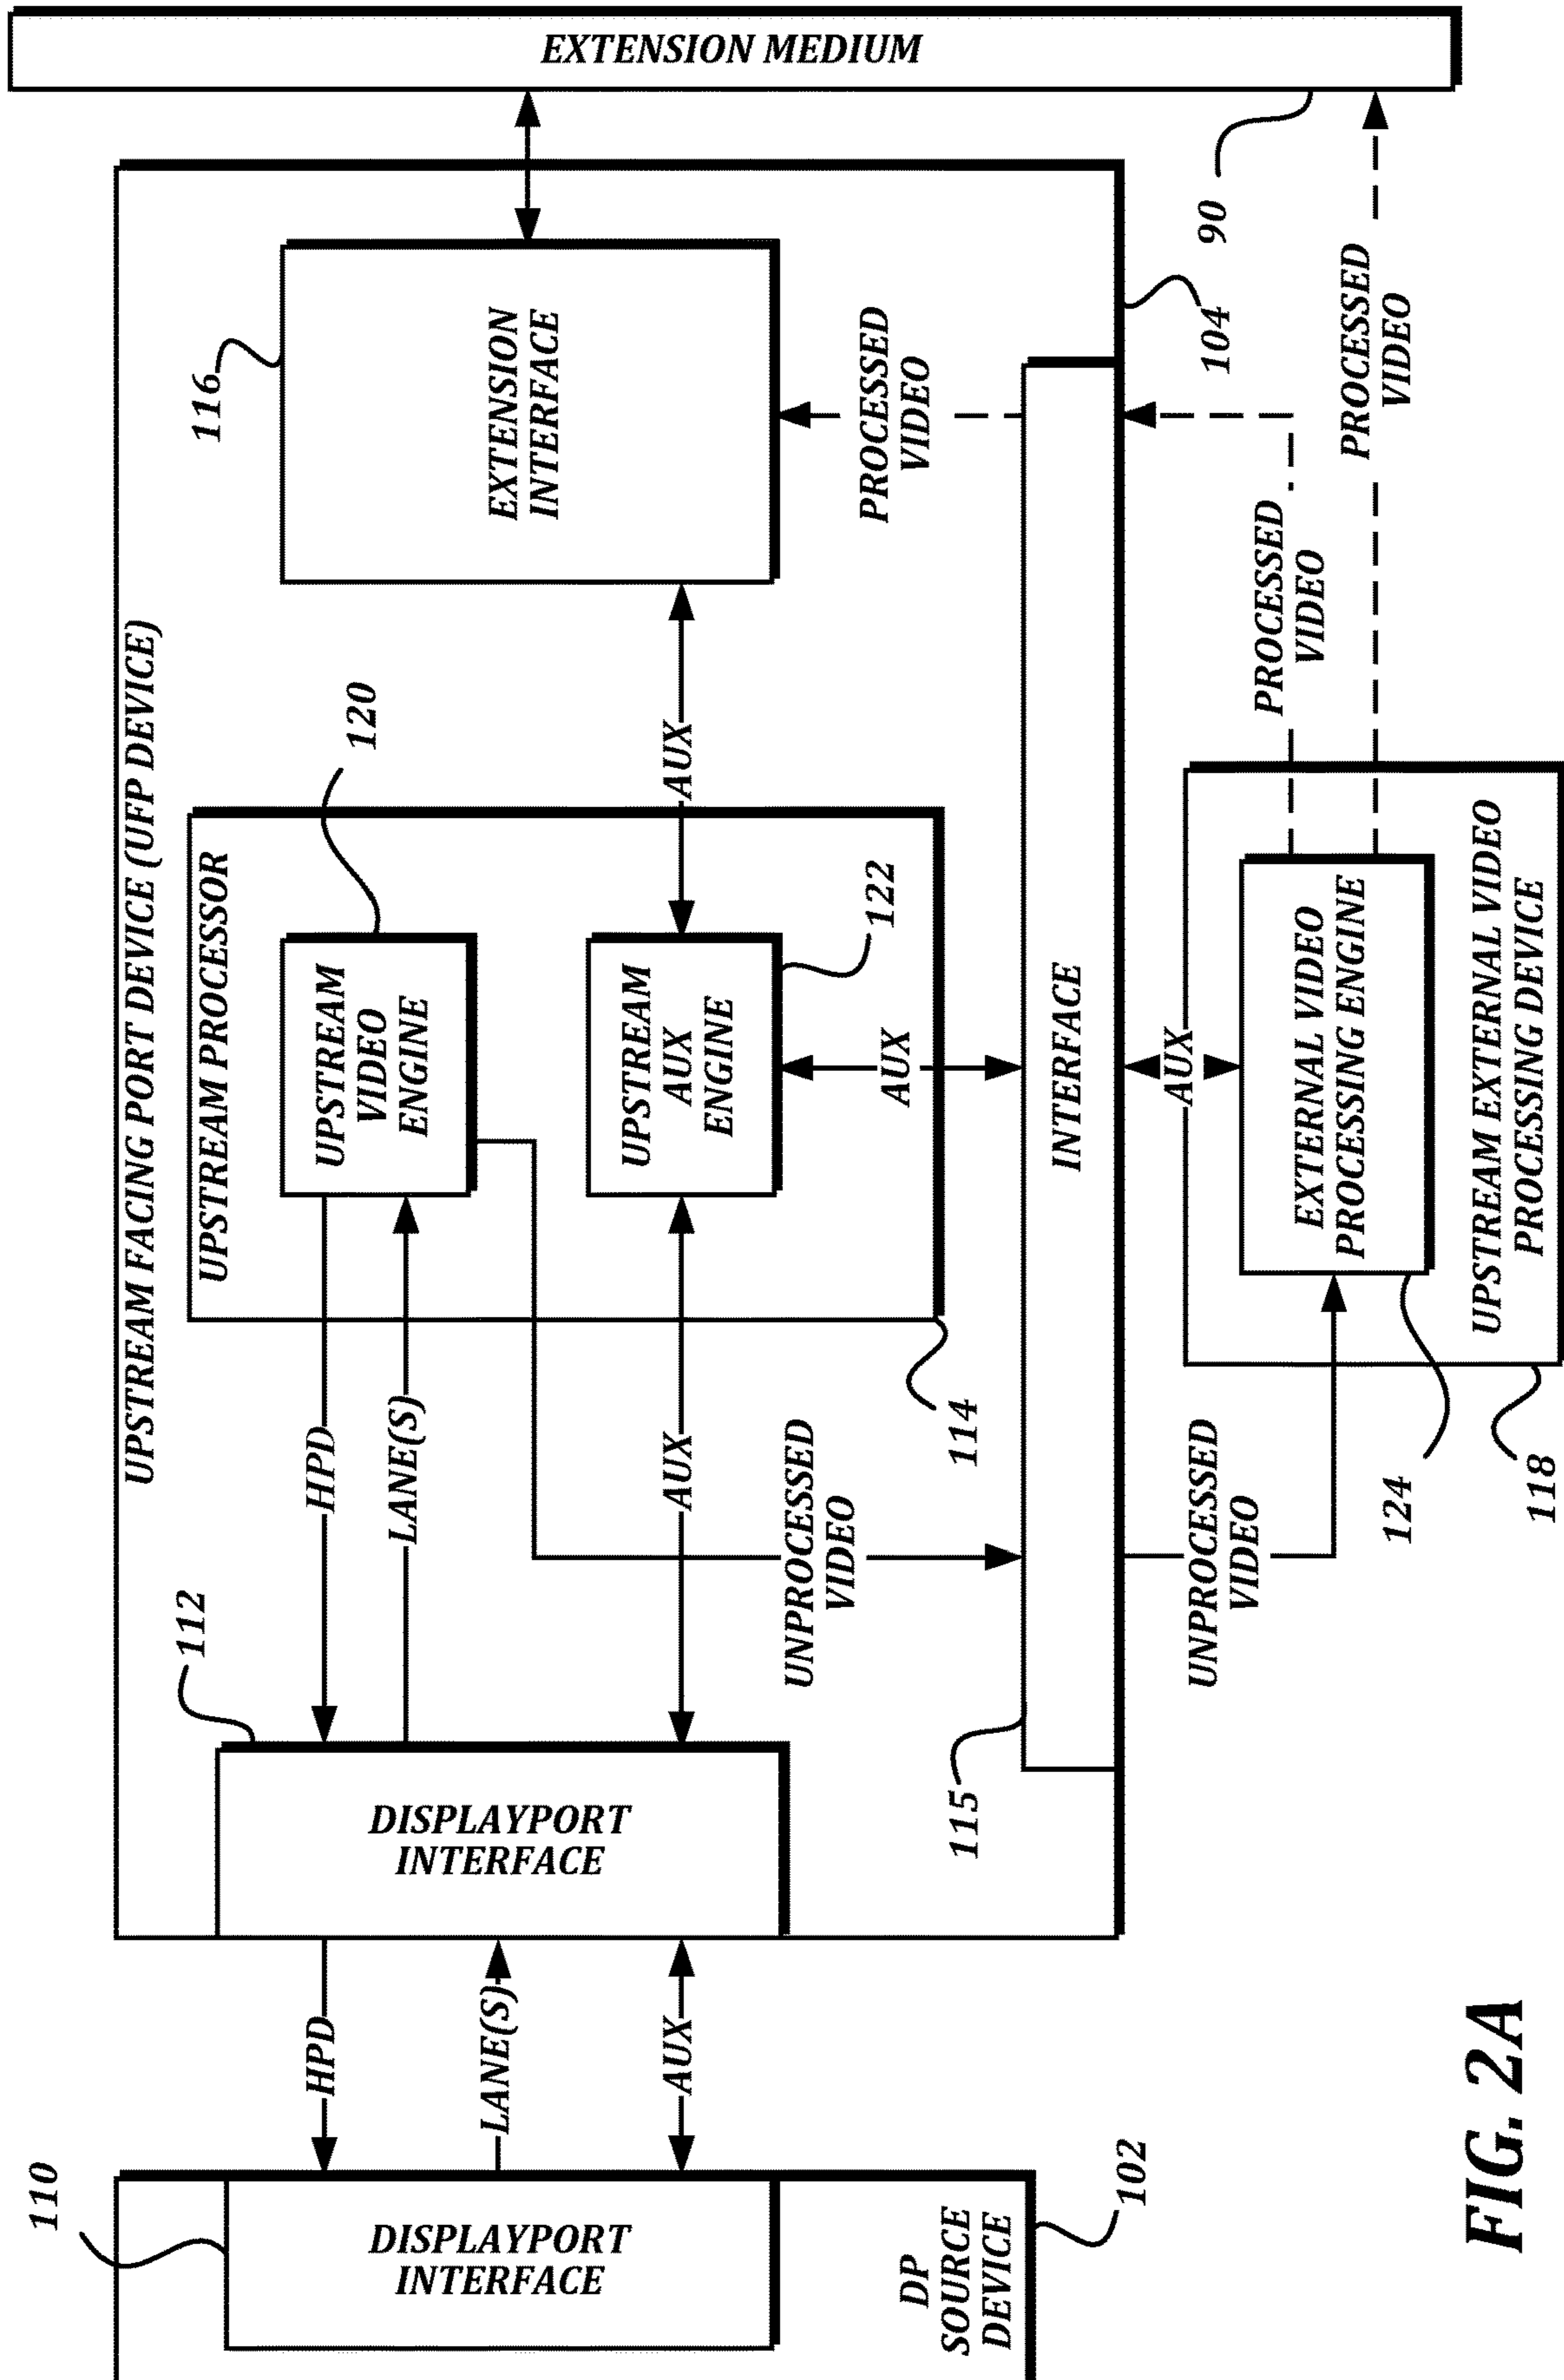 EXTENSION MEDIUM
90
UPSTREAM FACING PORT DEVICE (UFP DEVICE)
104
116
EXTENSION
INTERFACE
PROCESSED
VIDEO
PROCESSED
VIDEO
PROCESSED
VIDEO
UPSTREAM PROCESSOR
120
UPSTREAM
VIDEO
ENGINE
AUX
122
UPSTREAM
AUX
ENGINE
AUX
INTERFACE
AUX
EXTERNAL VIDEO
PROCESSING ENGINE
UPSTREAM EXTERNAL VIDEO
PROCESSING DEVICE
HPD
LANE(S)
AUX
UNPROCESSED
VIDEO
114
UNPROCESSED
VIDEO
124
118
112
DISPLAYPORT
INTERFACE
115
HPD
LANE(S)
AUX
110
DISPLAYPORT
INTERFACE
DP
SOURCE
DEVICE
102
FIG. 2A